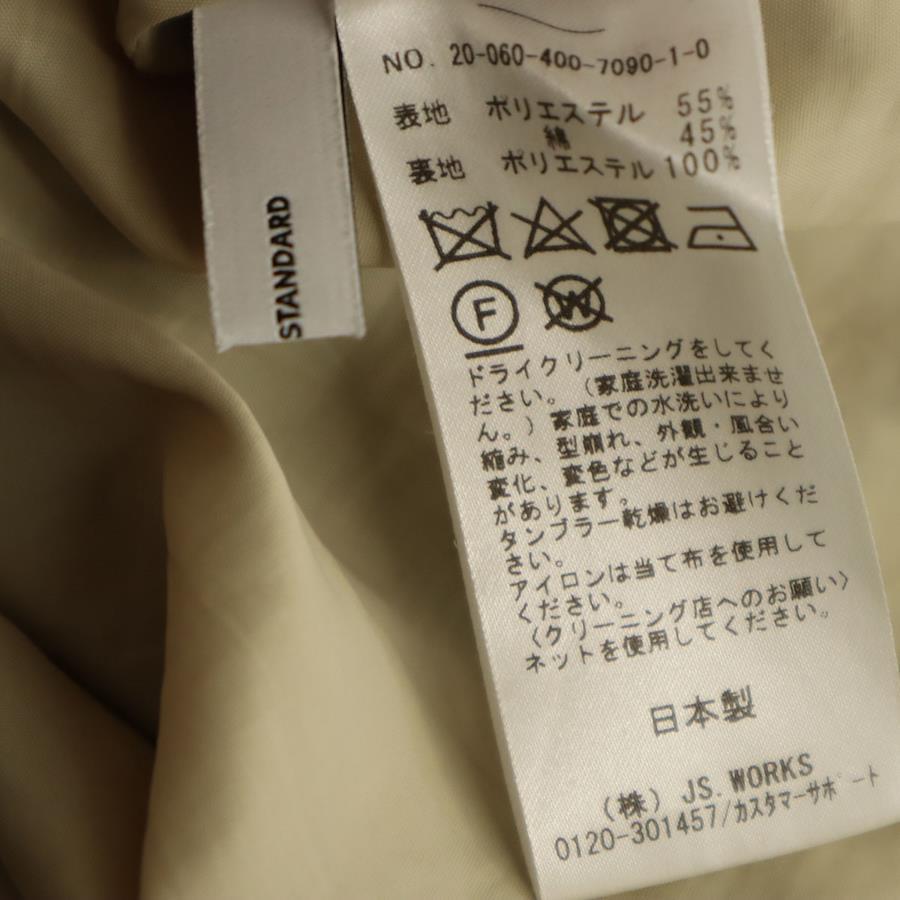 STANDARD
NO. 20-060-400-7090-1-0
表地 ポリエステル 55%
綿 45%
裏地 ポリエステル 100%
F W
ドライクリーニングをしてく
ださい。(家庭洗濯出来ませ
ん。)家庭での水洗いにより
縮み、型崩れ、外観・風合い
変化、変色などが生じること
があります。
タンブラー乾燥はお避けくだ
さい。
アイロンは当て布を使用して
ください。
〈クリーニング店へのお願い〉
ネットを使用してください。
日本製
(株) JS. WORKS
0120-301457/カスタマーサポート